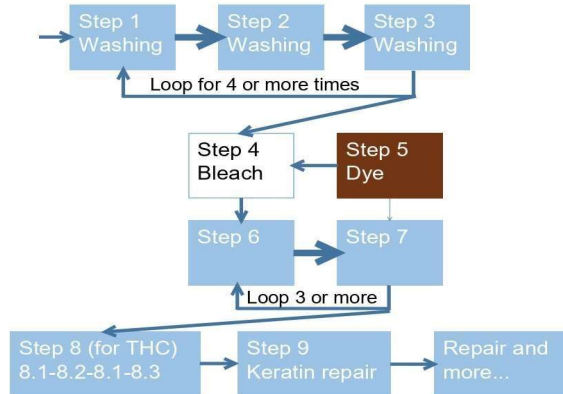 Step 1
Washing
Step 2
Washing
Step 3
Washing
Loop for 4 or more times
Step 4
Bleach
Step 5
Dye
Step 6
Step 7
Loop 3 or more
Step 8 (for THC)
8.1-8.2-8.1-8.3
Step 9
Keratin repair
Repair and
more...